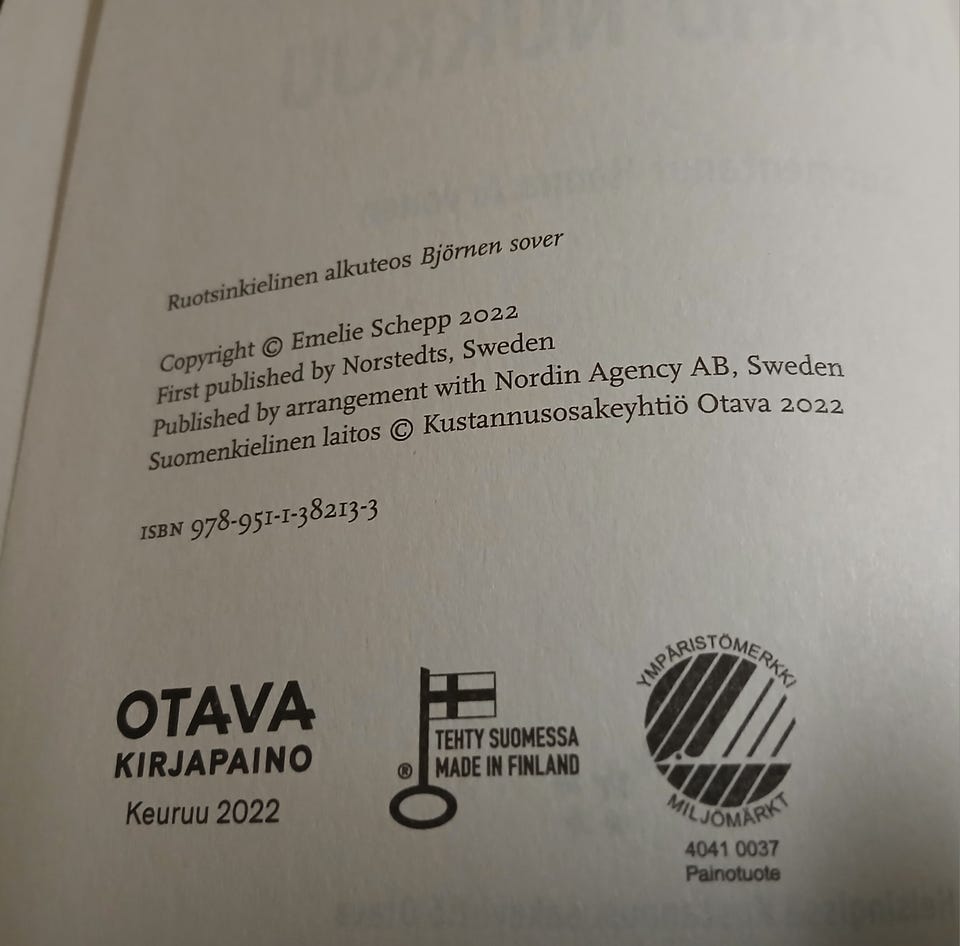 Ruotsinkielinen alkuteos Björnen sover
Copyright © Emelie Schepp 2022
First published by Norstedts, Sweden
Published by arrangement with Nordin Agency AB, Sweden
Suomenkielinen laitos © Kustannusosakeyhtiö Otava 2022
ISBN 978-951-1-38213-3
OTAVA
KIRJAPAINO
Keuruu 2022
TEHTY SUOMESSA
® MADE IN FINLAND
YMPÄRISTÖMERKKI
MILJÖMÄRKT
4041 0037
Painotuote